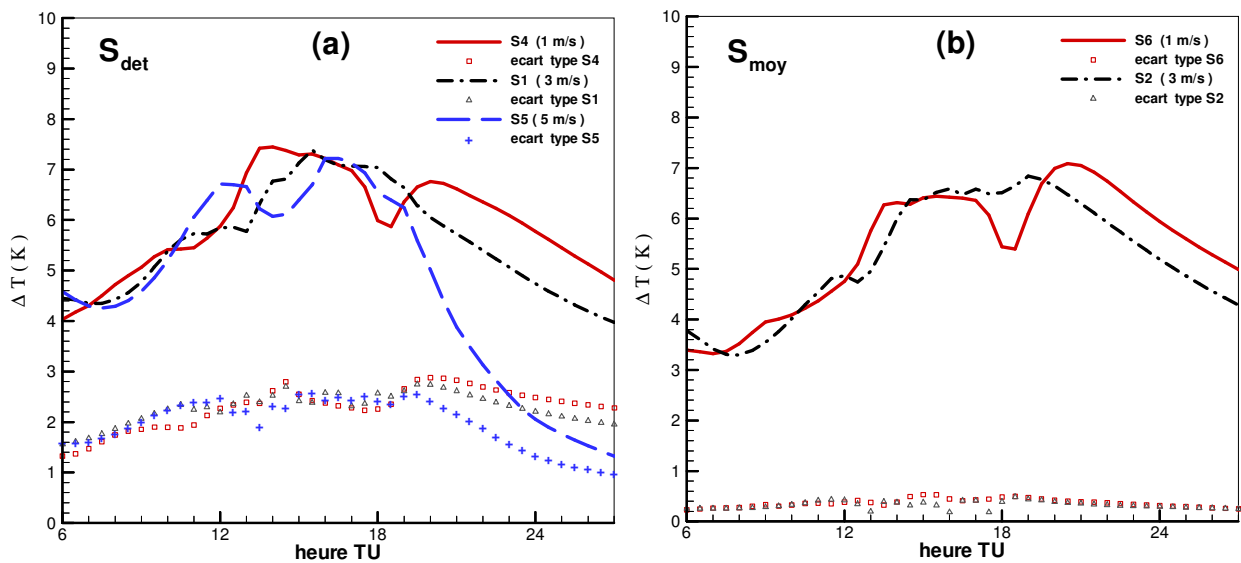 S_det
(a)
S4 (1 m/s)
ecart type S4
S1 ( 3 m/s)
ecart type S1
S5 ( 5 m/s)
ecart type S5
10
9
8
7
6
5
4
3
2
1
0
Δ T ( K )
6
12
18
24
heure TU
S_moy
(b)
S6 (1 m/s)
ecart type S6
S2 ( 3 m/s)
ecart type S2
10
9
8
7
6
5
4
3
2
1
0
Δ T ( K )
6
12
18
24
heure TU